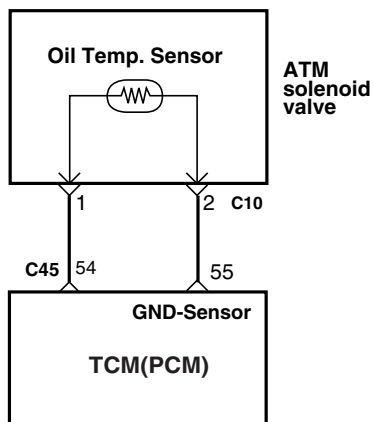 Oil Temp. Sensor
ATM
solenoid
valve
1
2
C10
C45
54
55
GND-Sensor
TCM(PCM)